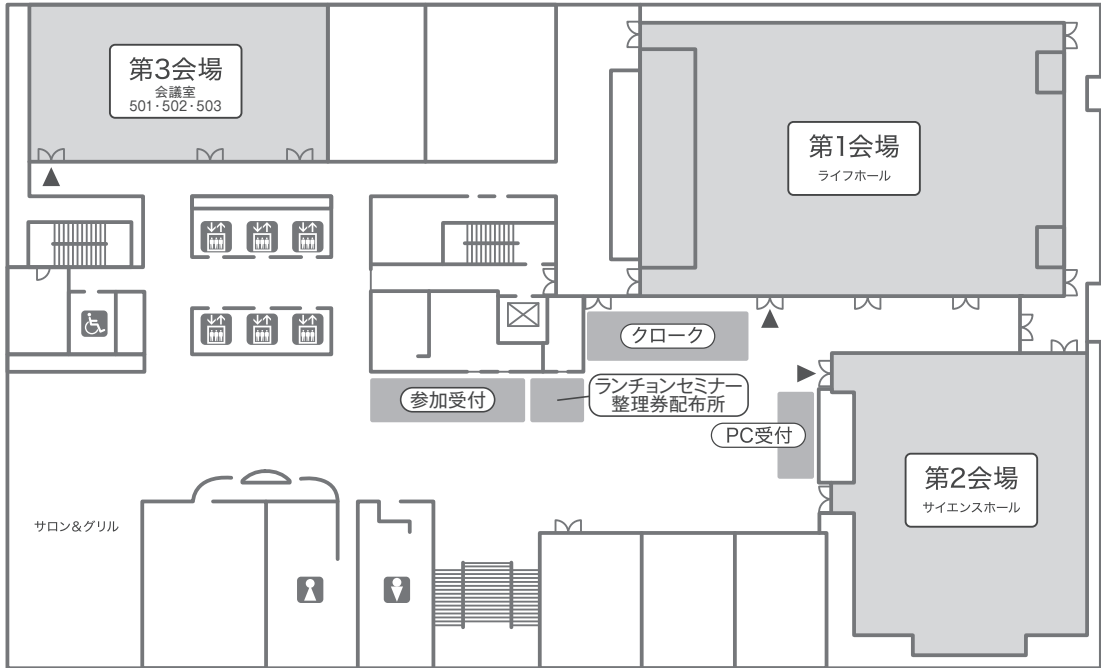 第3会場
会議室
501・502・503
第1会場
ライフホール
クローク
参加受付
ランチョンセミナー
整理券配布所
PC受付
第2会場
サイエンスホール
サロン&グリル